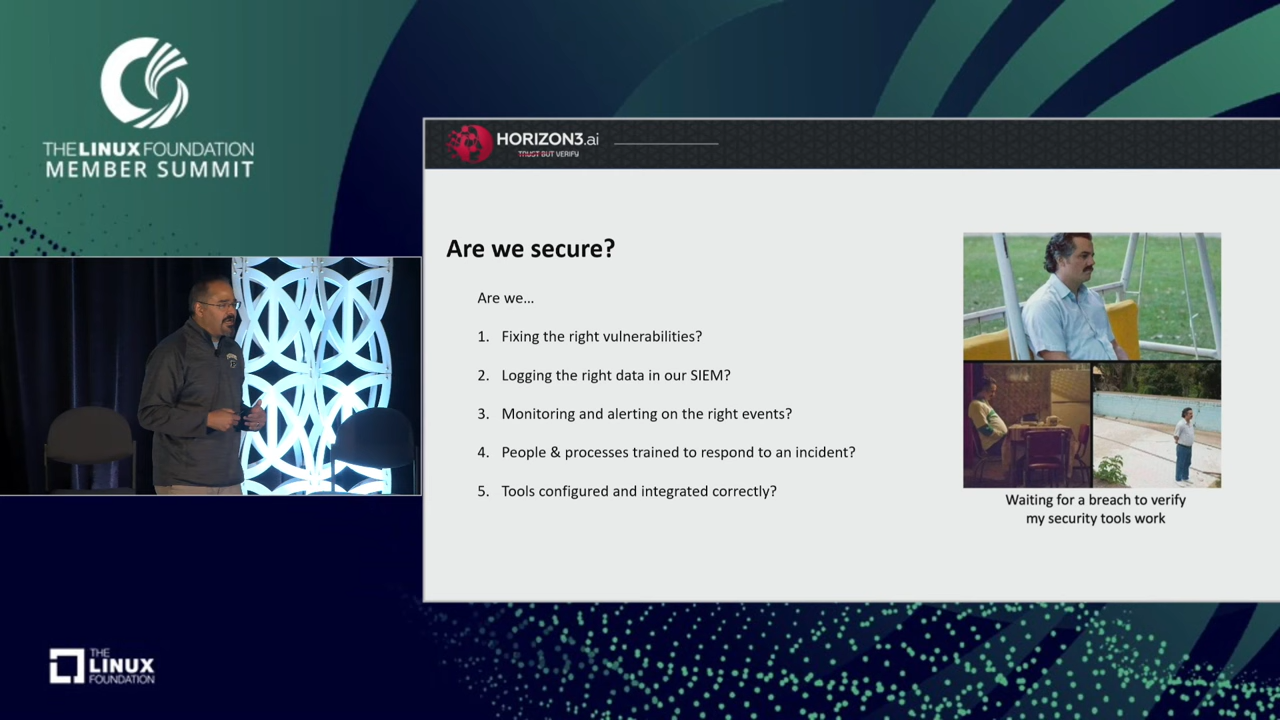 THE LINUX FOUNDATION
MEMBER SUMMIT
HORIZON3.ai
TRUST BUT VERIFY
Are we secure?
Are we...
1. Fixing the right vulnerabilities?
2. Logging the right data in our SIEM?
3. Monitoring and alerting on the right events?
4. People & processes trained to respond to an incident?
5. Tools configured and integrated correctly?
Waiting for a breach to verify
my security tools work
THE
LINUX
FOUNDATION